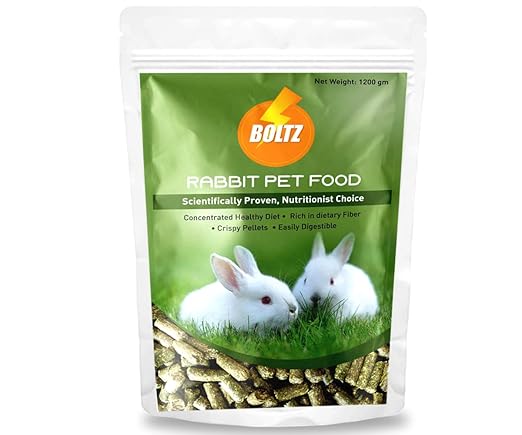 Net Weight: 1200 gm
BOLTZ
RABBIT PET FOOD
Scientifically Proven, Nutritionist Choice
Concentrated Healthy Diet • Rich in dietary Fiber
• Crispy Pellets • Easily Digestible